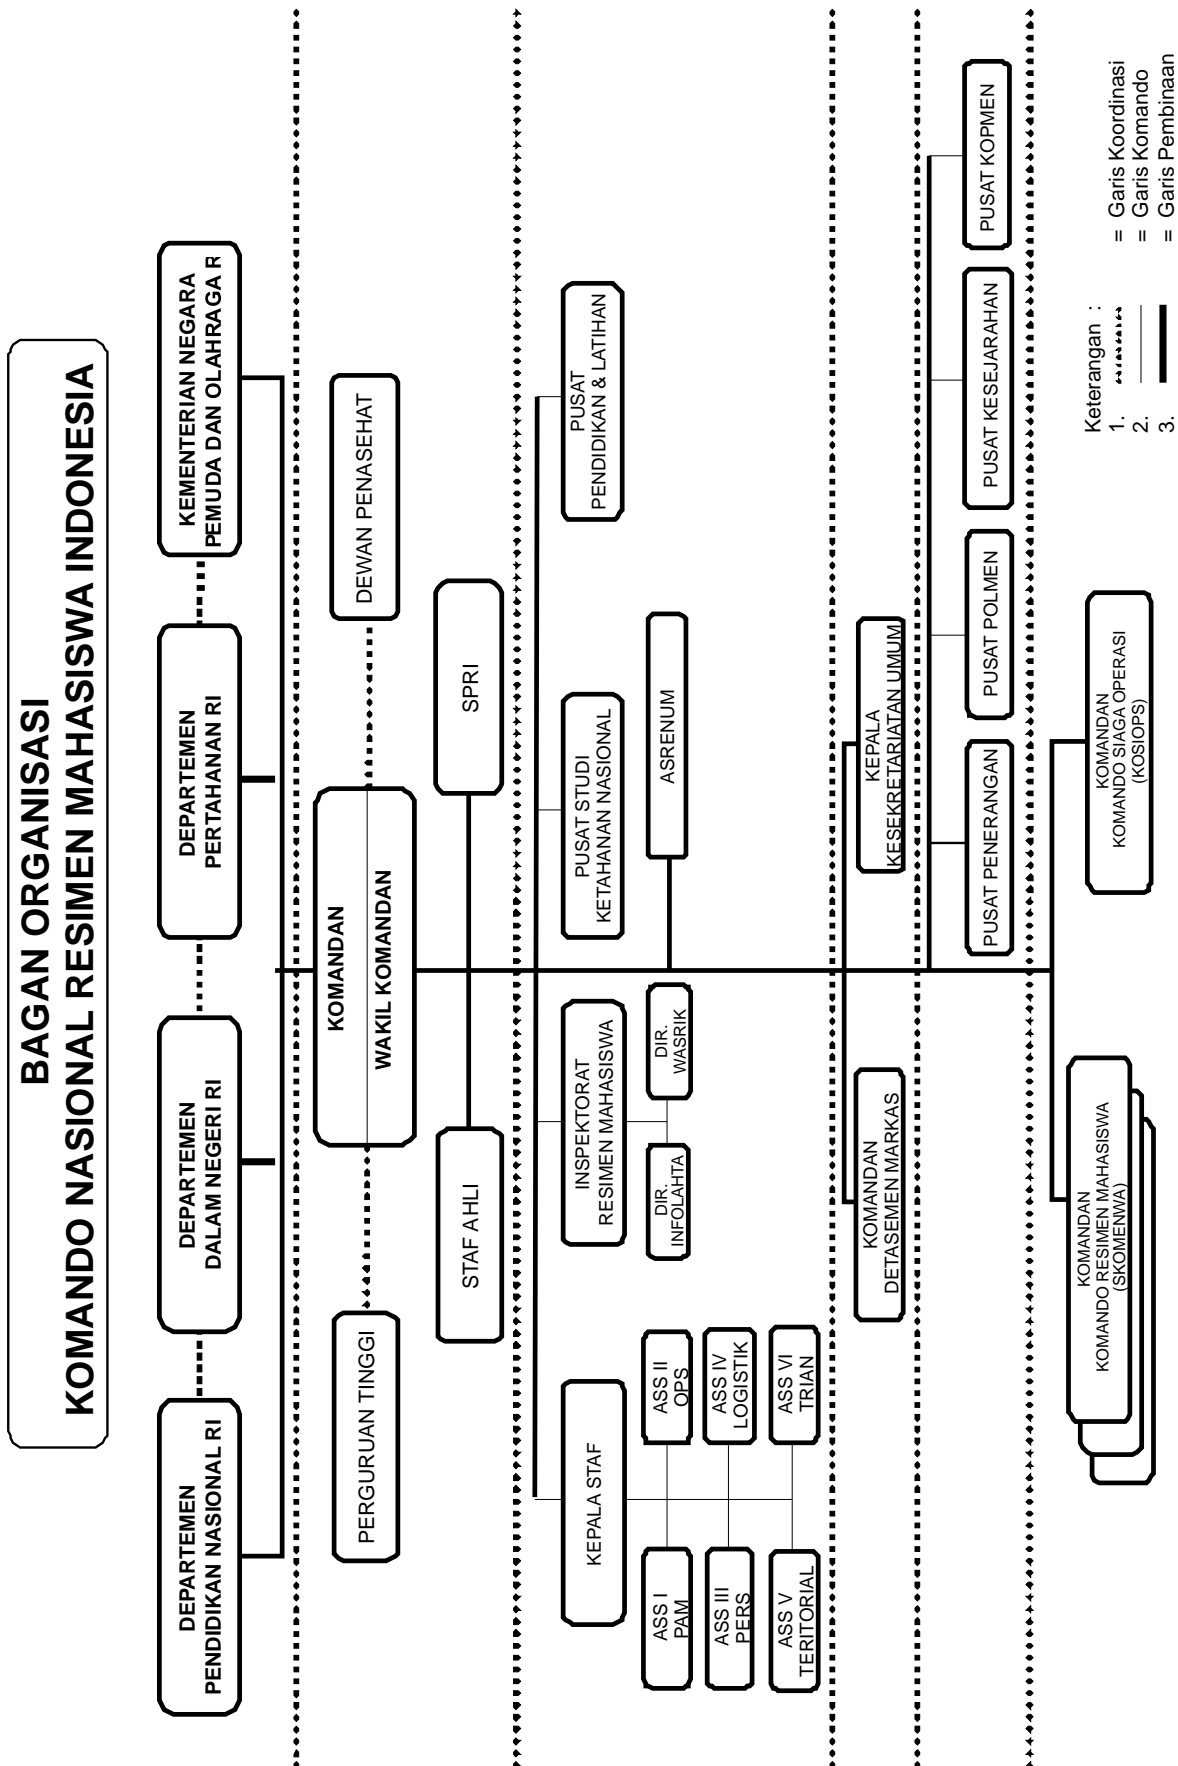 BAGAN ORGANISASI
KOMANDO NASIONAL RESIMEN MAHASISWA INDONESIA
DEPARTEMEN
PENDIDIKAN NASIONAL RI
DEPARTEMEN
DALAM NEGERI RI
DEPARTEMEN
PERTAHANAN RI
KEMENTERIAN NEGARA
PEMUDA DAN OLAHRAGA R
PERGURUAN TINGGI
KOMANDAN
WAKIL KOMANDAN
DEWAN PENASEHAT
STAF AHLI
SPRI
KEPALA STAF
INSPEKTORAT
RESIMEN MAHASISWA
PUSAT STUDI
KETAHANAN NASIONAL
PUSAT
PENDIDIKAN & LATIHAN
ASS I
PAM
ASS II
OPS
DIR.
INFOLAHTA
DIR.
WASRIK
ASRENUM
ASS III
PERS
ASS IV
LOGISTIK
ASS V
TERITORIAL
ASS VI
TRIAN
KOMANDAN
DETASEMEN MARKAS
KEPALA
KESEKRETARIATAN UMUM
PUSAT PENERANGAN
PUSAT POLMEN
PUSAT KESEJARAHAN
PUSAT KOPMEN
KOMANDAN
KOMANDO RESIMEN MAHASISWA
(SKOMENWA)
KOMANDAN
KOMANDO SIAGA OPERASI
(KOSIOPS)
Keterangan :
1. = Garis Koordinasi
2. = Garis Komando
3. = Garis Pembinaan